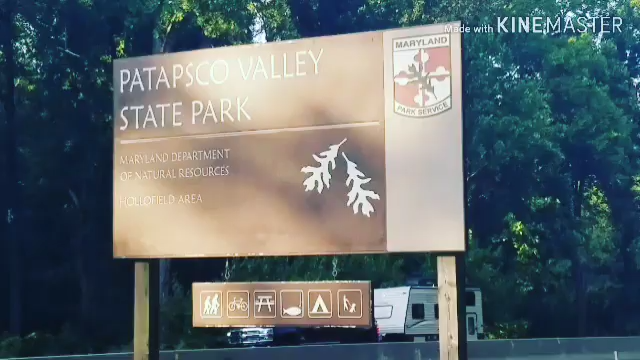 Made with KINEMASTER
PATAPSCO VALLEY
STATE PARK
MARYLAND
PARK SERVICE
MARYLAND DEPARTMENT
OF NATURAL RESOURCES
HOLLOFIELD AREA